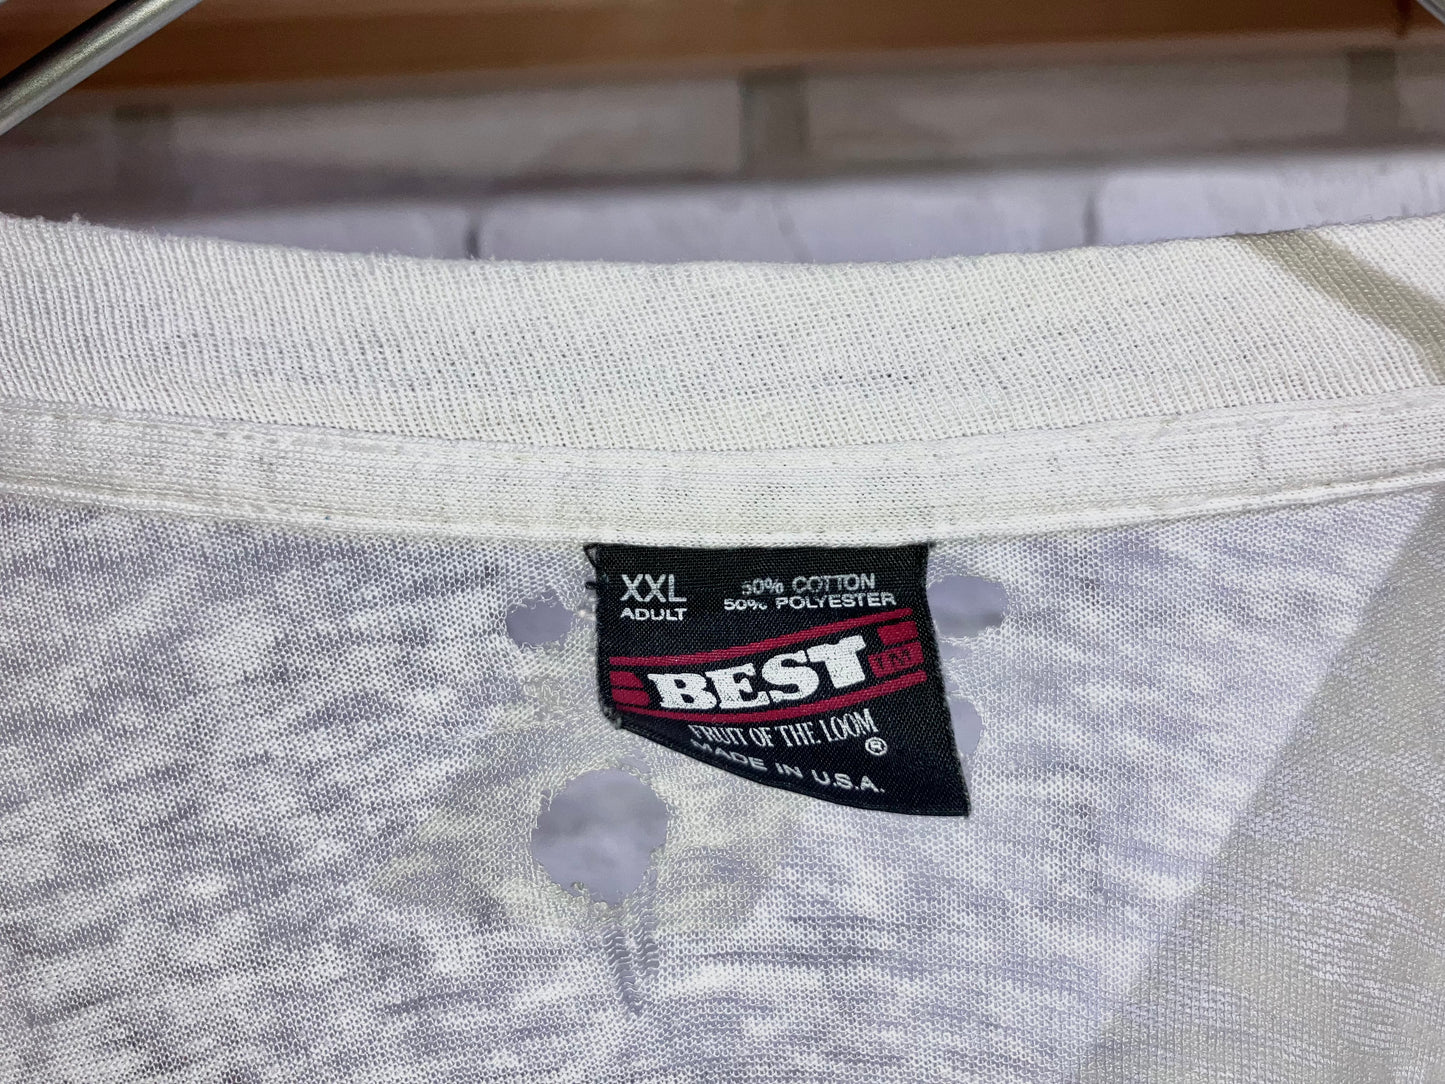 XXL
ADULT
50% COTTON
50% POLYESTER
BEST
FRUIT OF THE LOOM
®
MADE IN U.S.A.